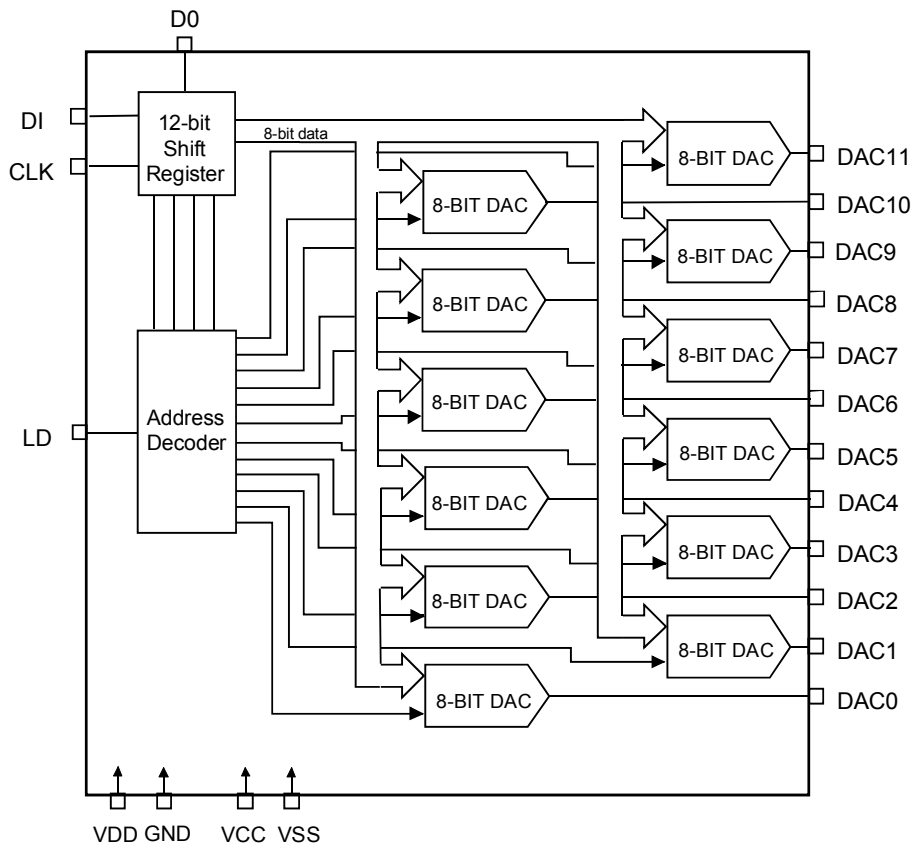 D0
DI
CLK
12-bit
Shift
Register
8-bit data
8-BIT DAC
DAC11
8-BIT DAC
DAC10
8-BIT DAC
DAC9
8-BIT DAC
DAC8
8-BIT DAC
DAC7
8-BIT DAC
DAC6
LD
Address
Decoder
8-BIT DAC
DAC5
8-BIT DAC
DAC4
8-BIT DAC
DAC3
8-BIT DAC
DAC2
8-BIT DAC
DAC1
8-BIT DAC
DAC0
VDD
GND
VCC
VSS